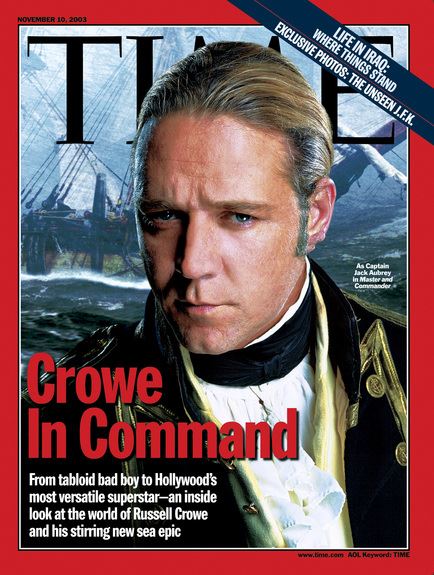 NOVEMBER 10, 2003
LIFE IN IRAQ:
WHERE THINGS STAND
EXCLUSIVE PHOTOS: THE UNSEEN J.F.K.
TIME
As Captain
Jack Aubrey
in Master and
Commander
Crowe
In Command
From tabloid bad boy to Hollywood's
most versatile superstar—an inside
look at the world of Russell Crowe
and his stirring new sea epic
www.time.com AOL Keyword: TIME